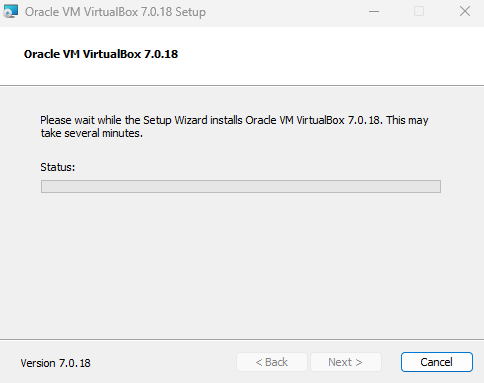 Oracle VM VirtualBox 7.0.18 Setup
Oracle VM VirtualBox 7.0.18
Please wait while the Setup Wizard installs Oracle VM VirtualBox 7.0.18. This may
take several minutes.
Status:
Version 7.0.18
< Back
Next >
Cancel